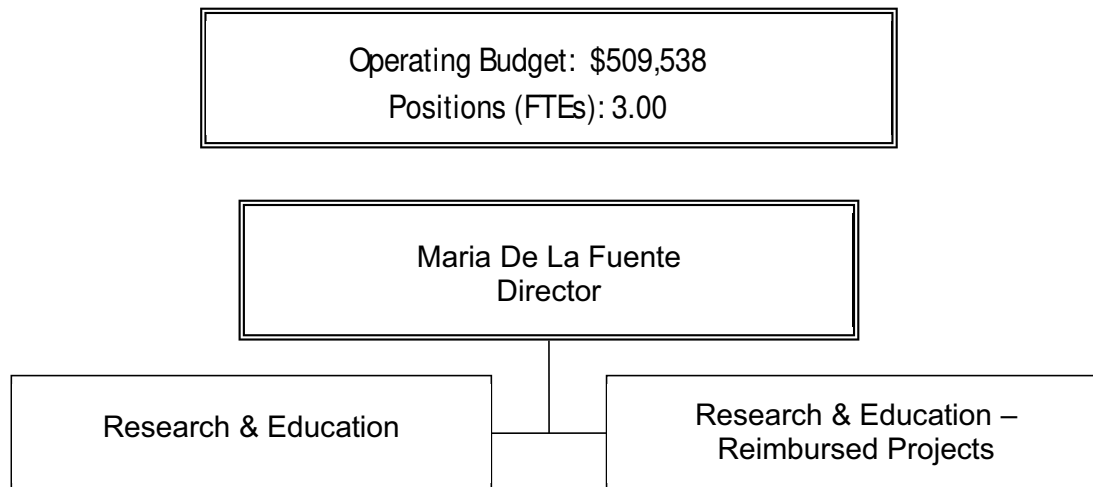 Operating Budget: $509,538
Positions (FTEs): 3.00
Maria De La Fuente
Director
Research & Education
Research & Education –
Reimbursed Projects